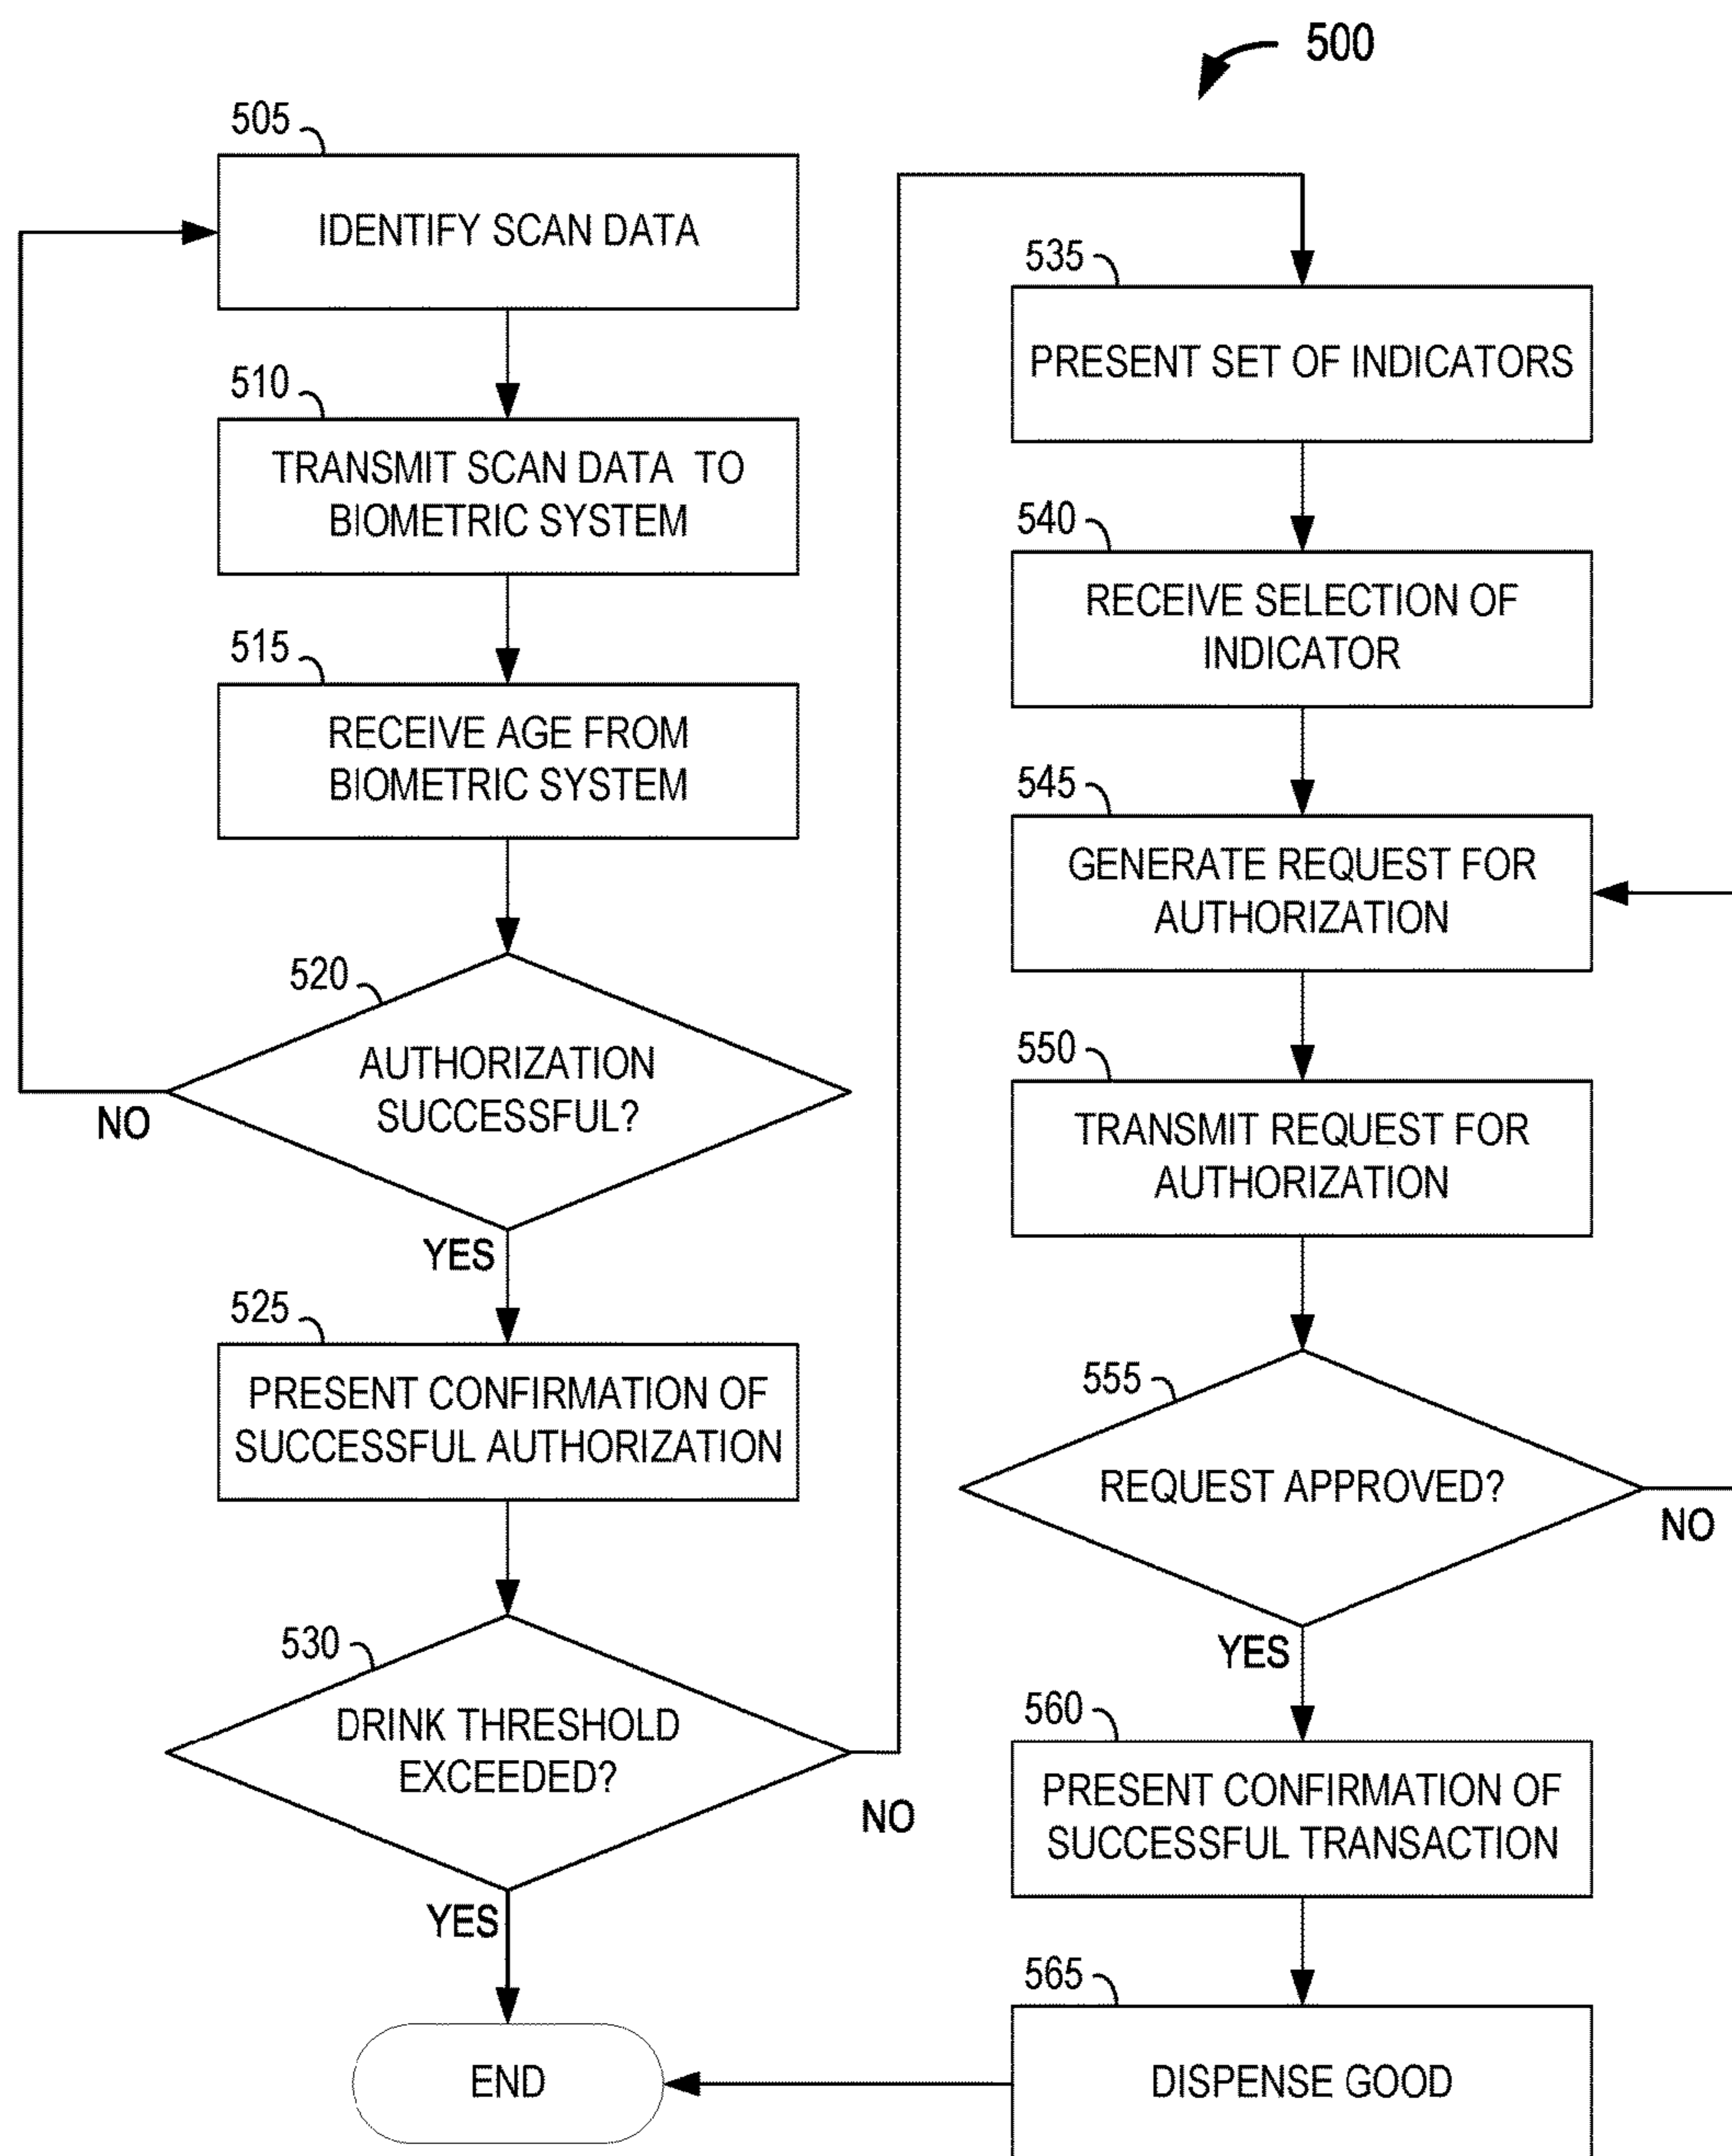 500
505
IDENTIFY SCAN DATA
510
TRANSMIT SCAN DATA TO
BIOMETRIC SYSTEM
515
RECEIVE AGE FROM
BIOMETRIC SYSTEM
520
AUTHORIZATION
SUCCESSFUL?
NO
YES
525
PRESENT CONFIRMATION OF
SUCCESSFUL AUTHORIZATION
530
DRINK THRESHOLD
EXCEEDED?
NO
YES
END
535
PRESENT SET OF INDICATORS
540
RECEIVE SELECTION OF
INDICATOR
545
GENERATE REQUEST FOR
AUTHORIZATION
550
TRANSMIT REQUEST FOR
AUTHORIZATION
555
REQUEST APPROVED?
NO
YES
560
PRESENT CONFIRMATION OF
SUCCESSFUL TRANSACTION
565
DISPENSE GOOD